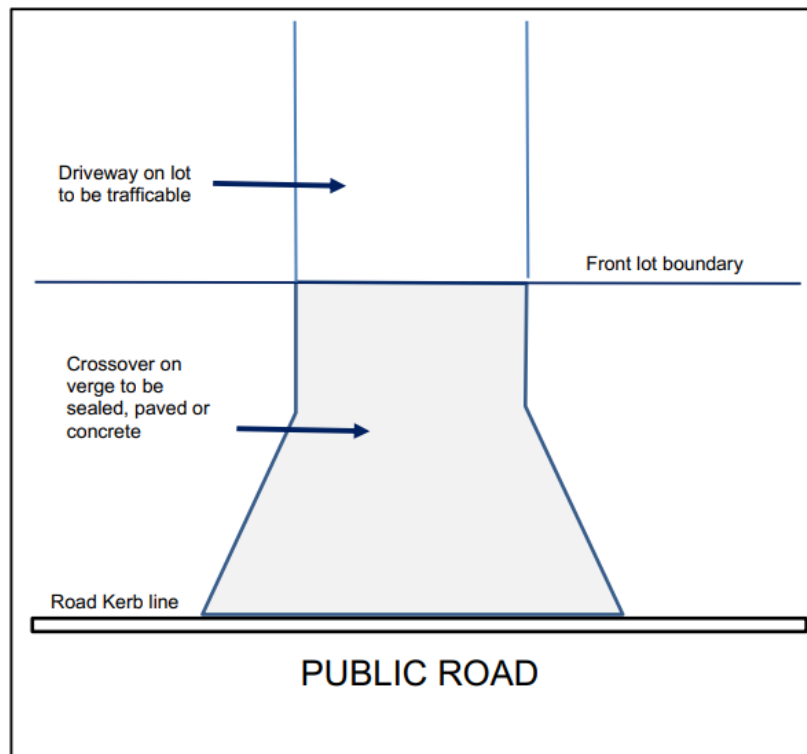 Driveway on lot
to be trafficable
Front lot boundary
Crossover on
verge to be
sealed, paved or
concrete
Road Kerb line
PUBLIC ROAD